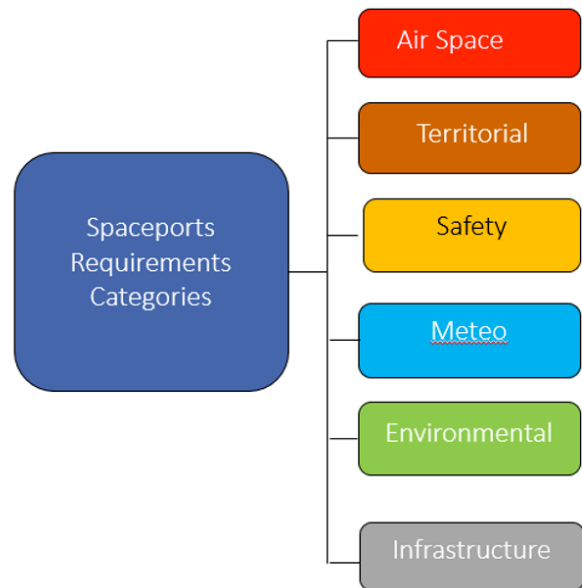 Spaceports
Requirements
Categories
Air Space
Territorial
Safety
Meteo
Environmental
Infrastructure